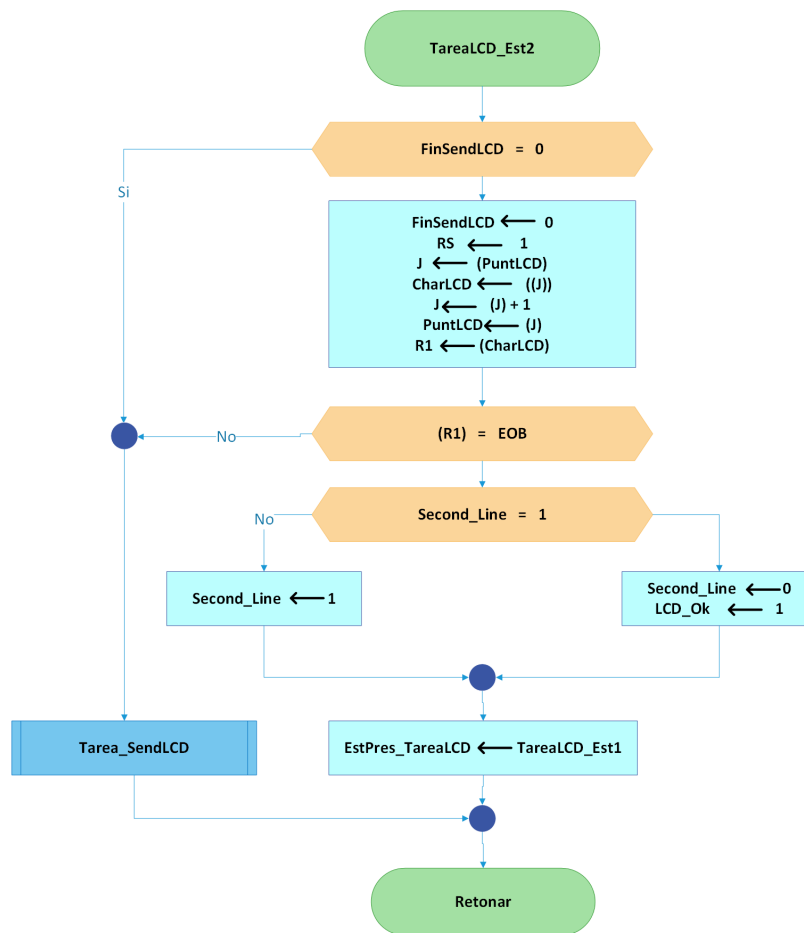 TareaLCD_Est2
FinSendLCD = 0
Si
FinSendLCD ← 0
RS ← 1
J ← (PuntLCD)
CharLCD ← ((J))
J ← (J) + 1
PuntLCD ← (J)
R1 ← (CharLCD)
(R1) = EOB
No
Second_Line = 1
No
Second_Line ← 1
Second_Line ← 0
LCD_Ok ← 1
Tarea_SendLCD
EstPres_TareaLCD ← TareaLCD_Est1
Retonar